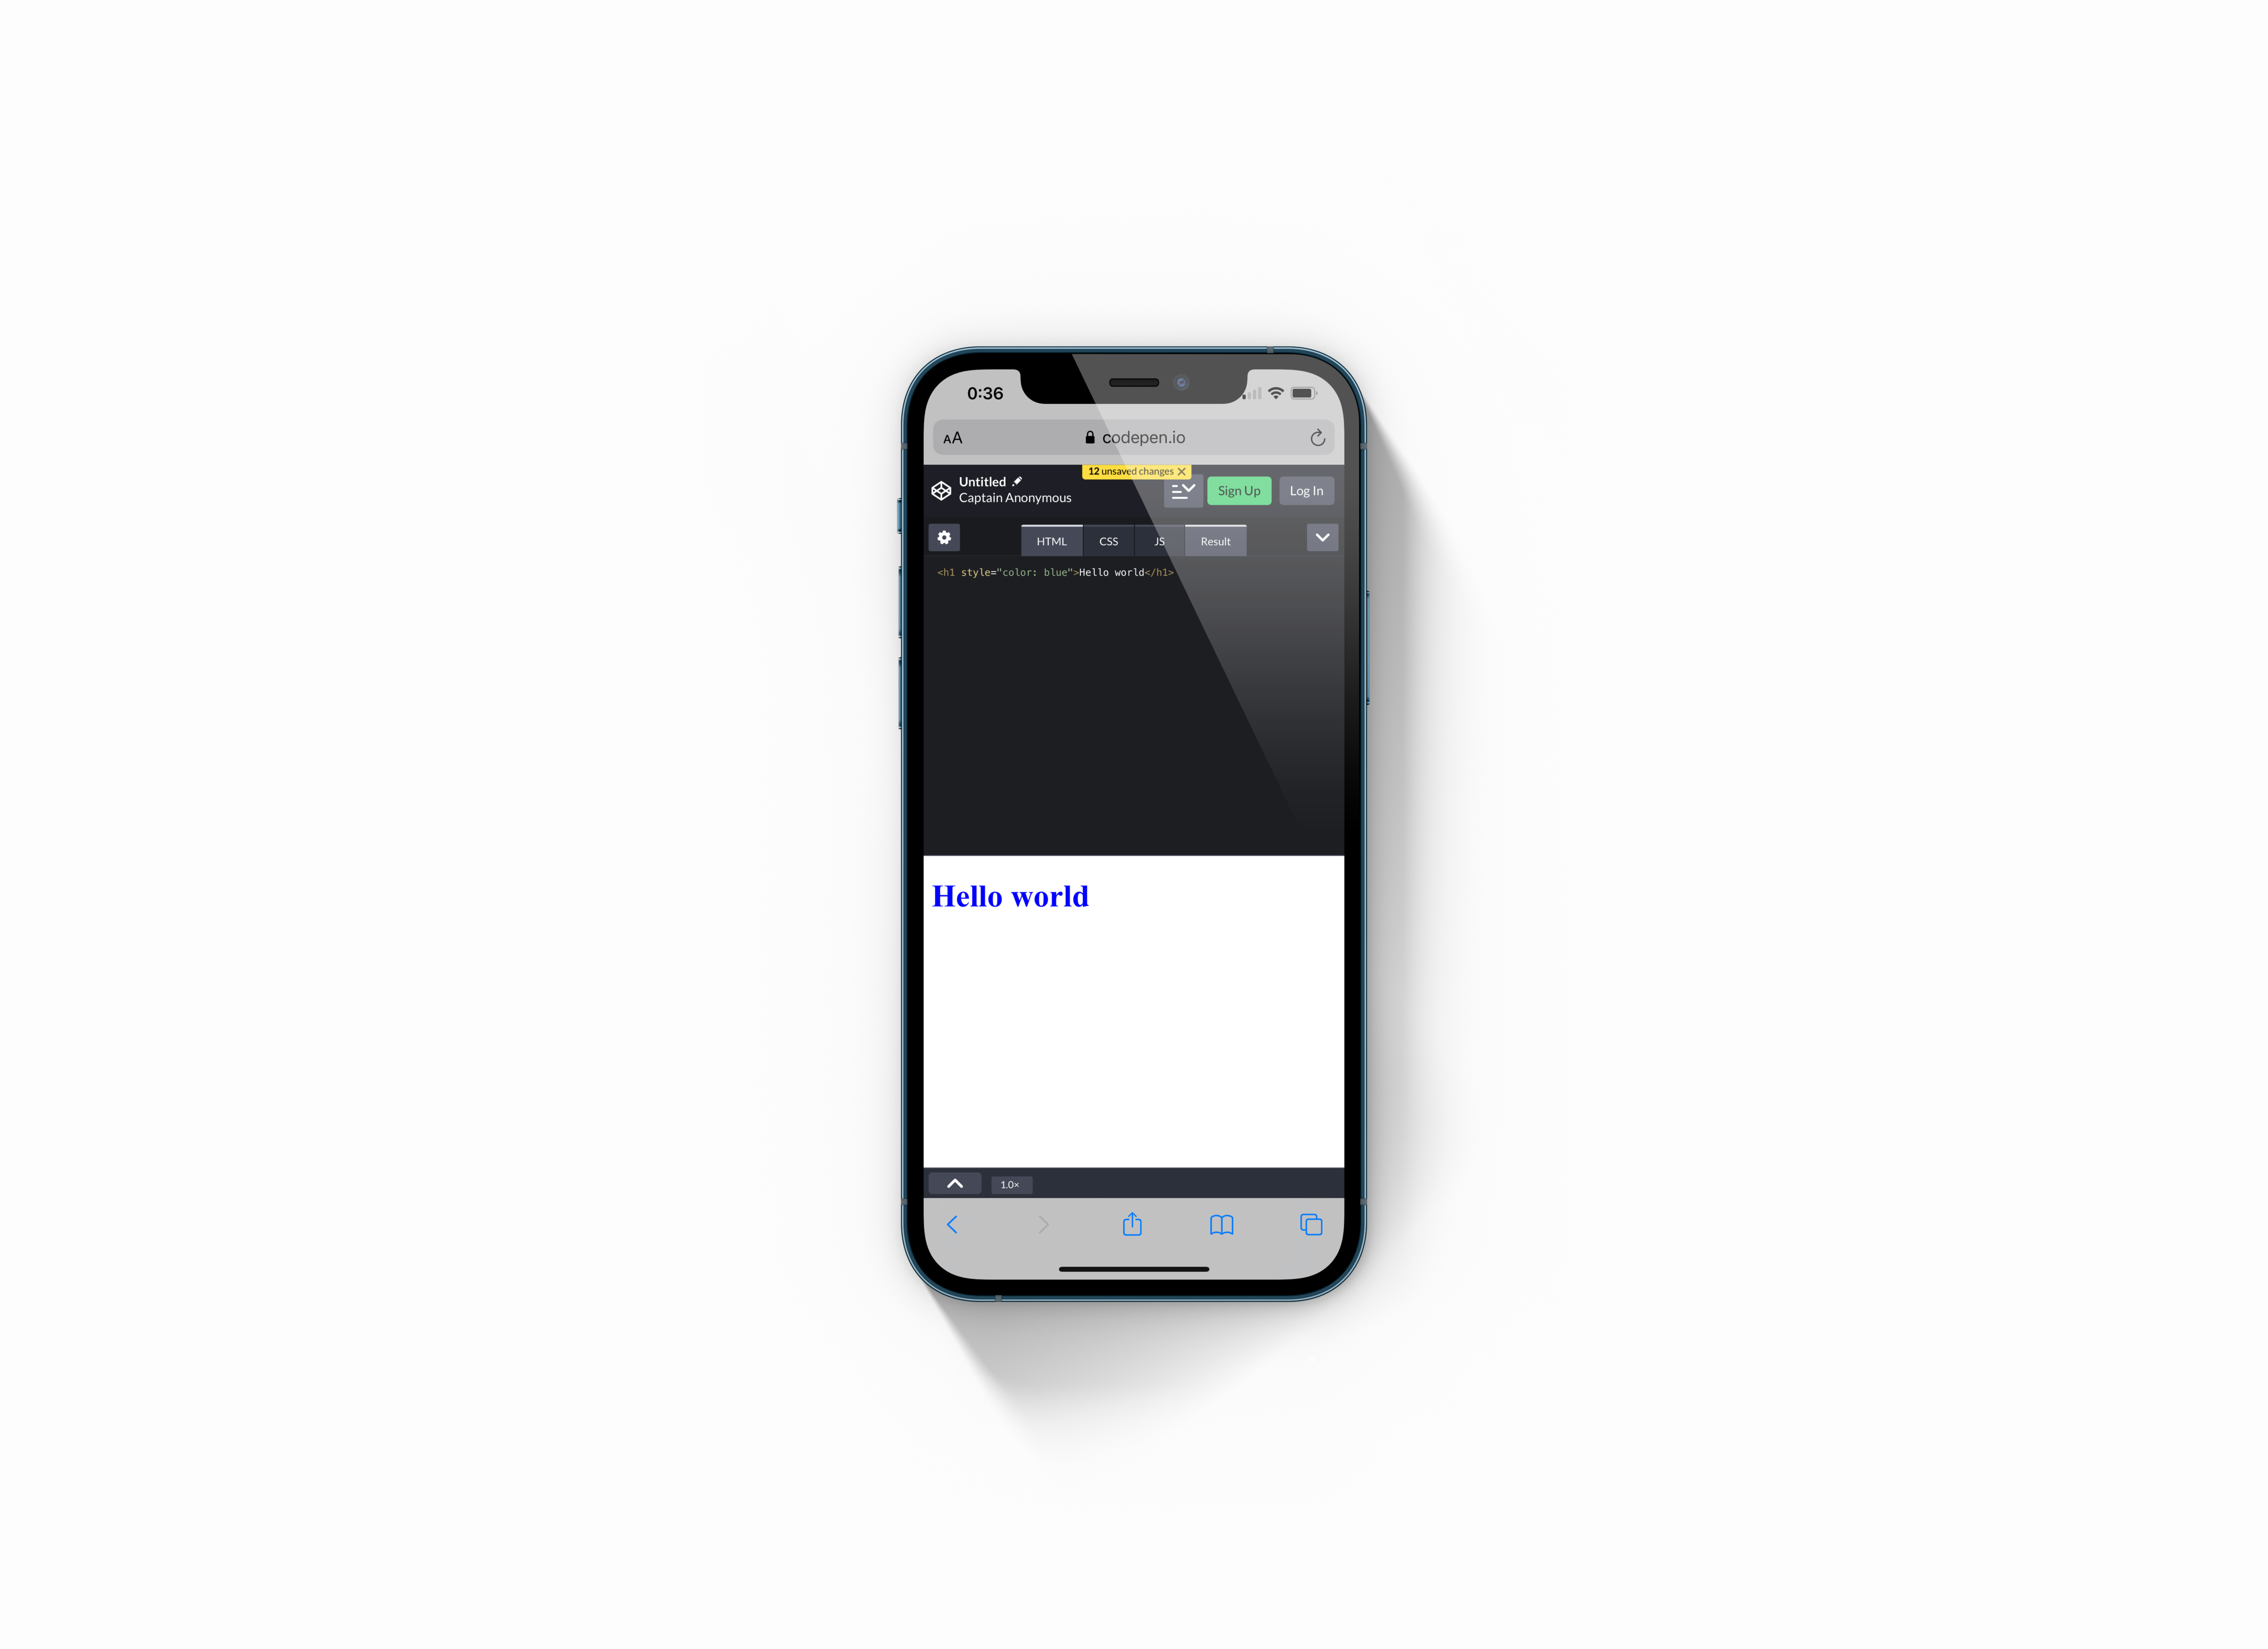 0:36
AA
codepen.io
12 unsaved changes
Untitled
Captain Anonymous
Sign Up
Log In
HTML
CSS
JS
Result
<h1 style="color: blue">Hello world</h1>
Hello world
1.0×